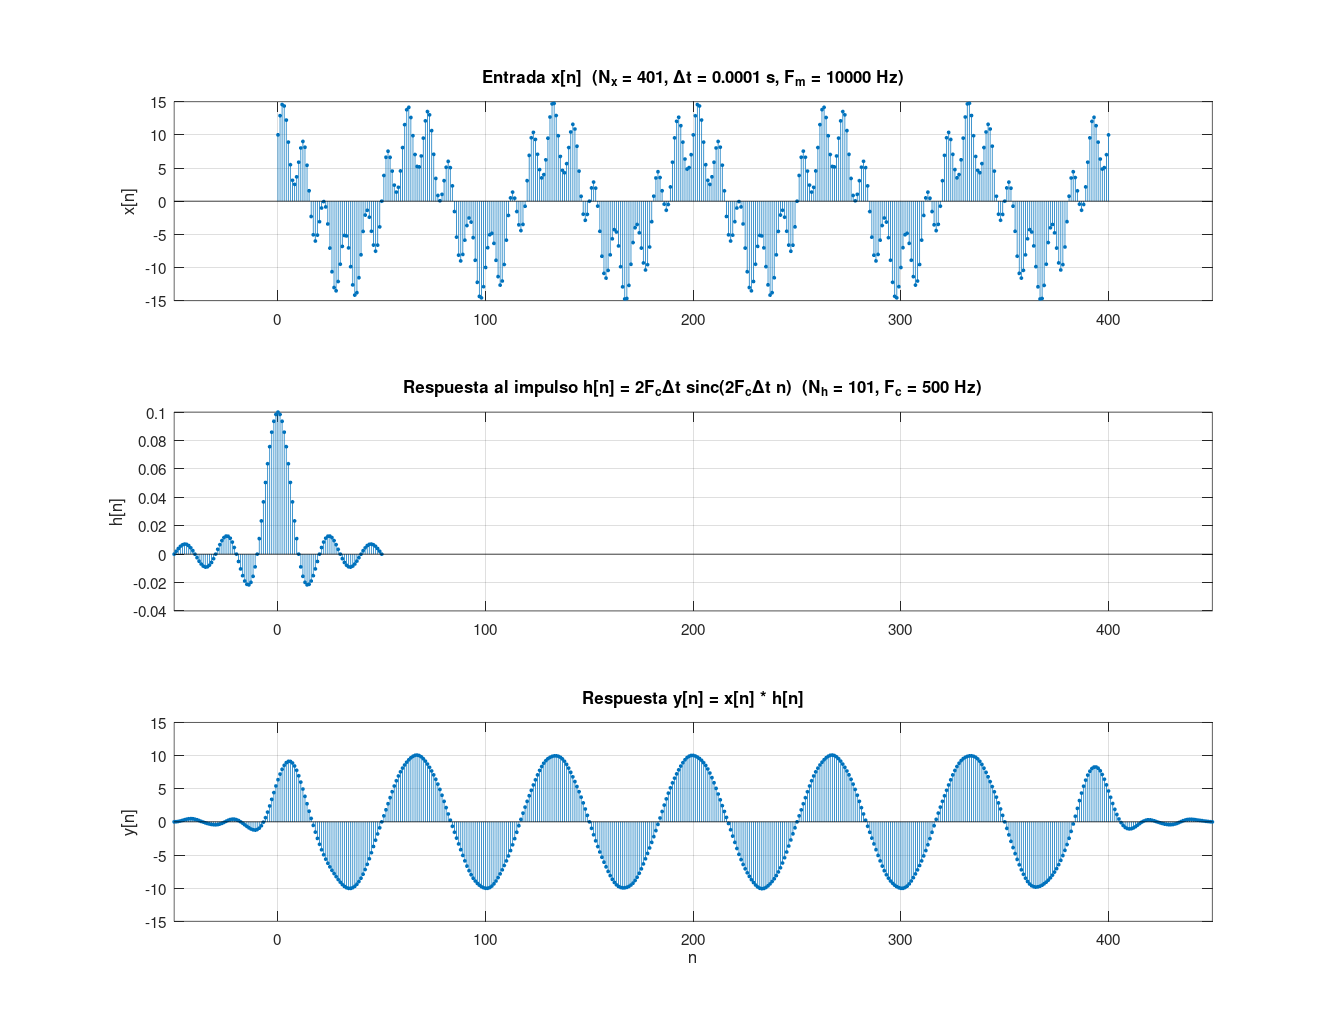 Entrada x[n]  (Nx = 401, Δt = 0.0001 s, Fm = 10000 Hz)
15
10
5
0
-5
-10
-15
x[n]
0 100 200 300 400
Respuesta al impulso h[n] = 2FcΔt sinc(2FcΔt n)  (Nh = 101, Fc = 500 Hz)
0.1
0.08
0.06
0.04
0.02
0
-0.02
-0.04
h[n]
0 100 200 300 400
Respuesta y[n] = x[n] * h[n]
15
10
5
0
-5
-10
-15
y[n]
0 100 200 300 400
n